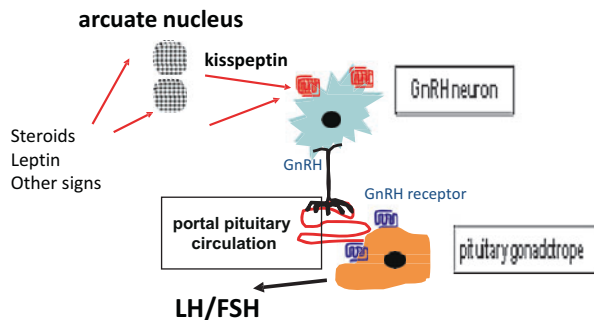 arcuate nucleus
kisspeptin
GnRH neuron
Steroids
Leptin
Other signs
GnRH
GnRH receptor
portal pituitary
circulation
pituitary gonadotrope
LH/FSH